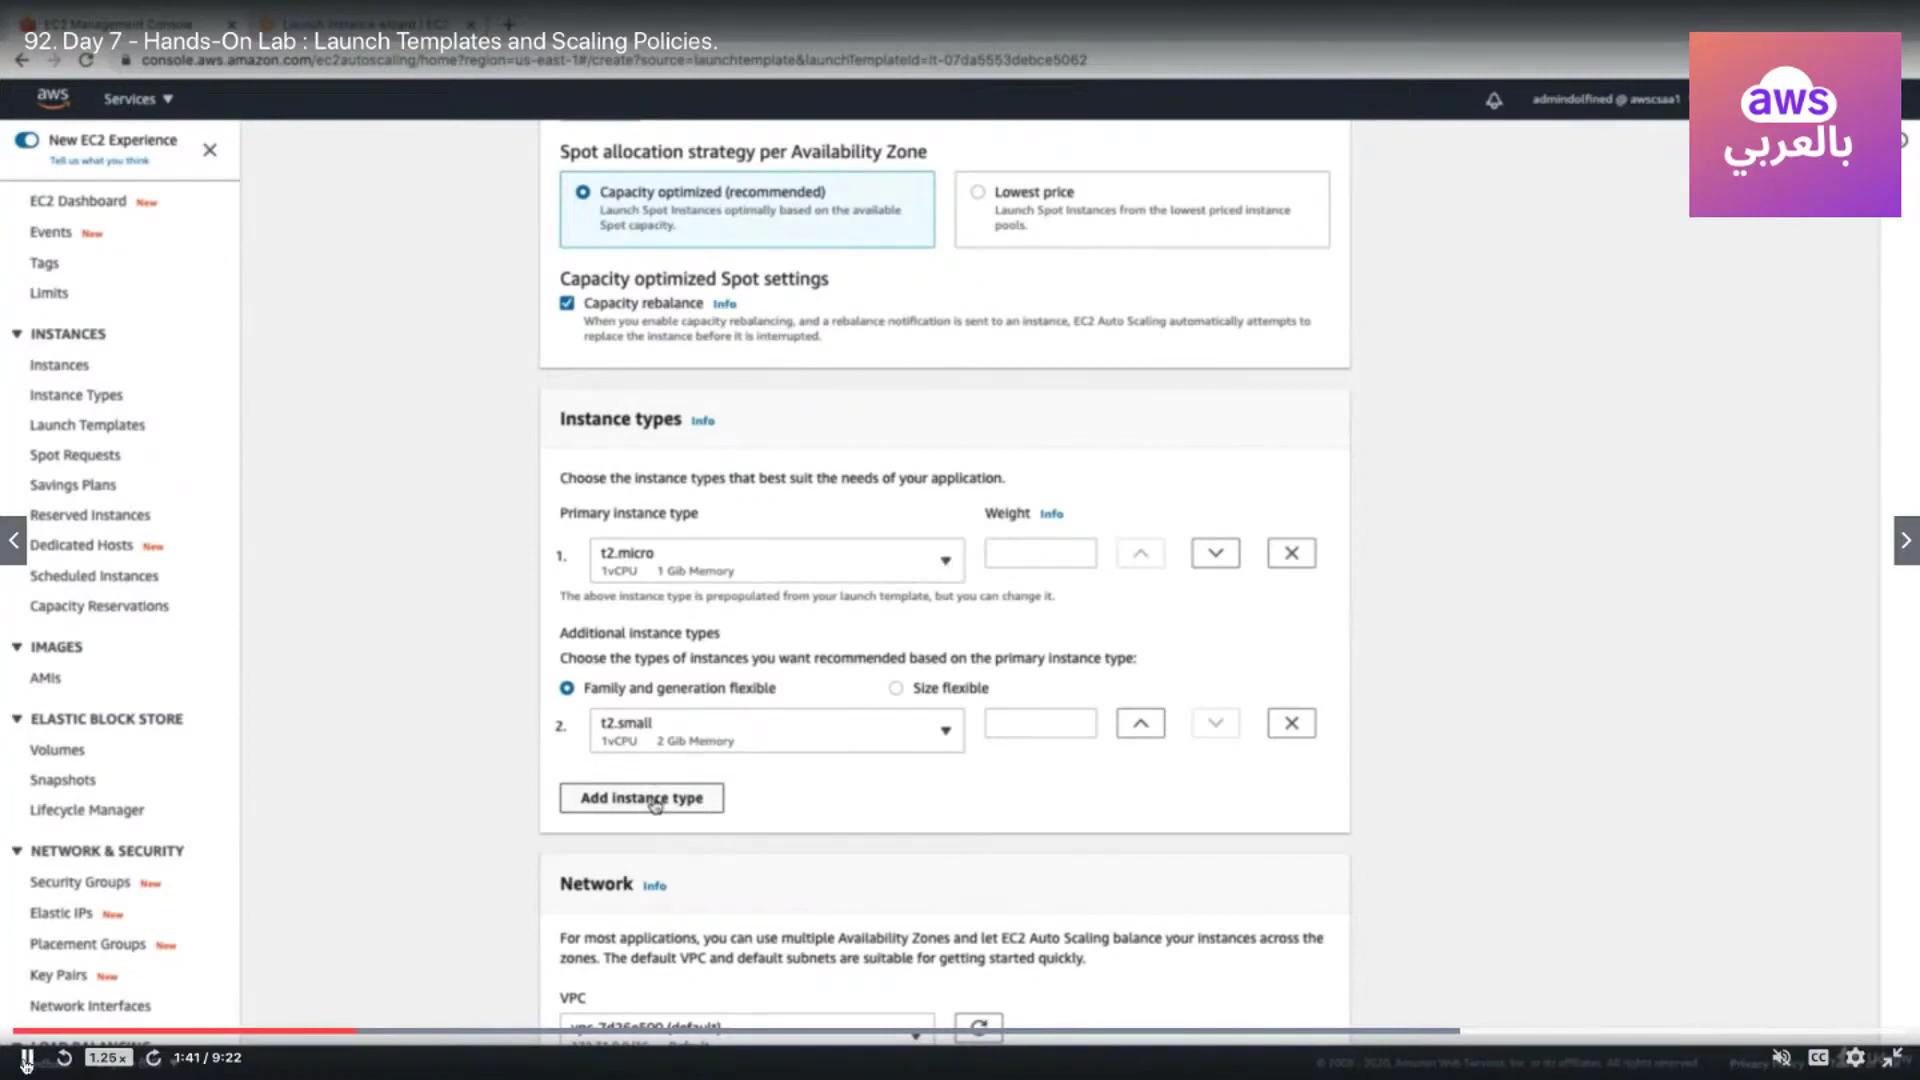 EC2 Management Console
Launch instance wizard | EC2
92. Day 7 - Hands-On Lab : Launch Templates and Scaling Policies.
console.aws.amazon.com/ec2autoscaling/home?region=us-east-1#/create?source=launchtemplate&launchTemplateId=lt-07da5553debce5062
aws
Services
admindolfined @ awscsaa1
aws
بالعربي
New EC2 Experience
Tell us what you think
EC2 Dashboard New
Events New
Tags
Limits
INSTANCES
Instances
Instance Types
Launch Templates
Spot Requests
Savings Plans
Reserved Instances
Dedicated Hosts New
Scheduled Instances
Capacity Reservations
IMAGES
AMIs
ELASTIC BLOCK STORE
Volumes
Snapshots
Lifecycle Manager
NETWORK & SECURITY
Security Groups New
Elastic IPs New
Placement Groups New
Key Pairs New
Network Interfaces
LOAD BALANCING
Spot allocation strategy per Availability Zone
Capacity optimized (recommended)
Launch Spot Instances optimally based on the available
Spot capacity.
Lowest price
Launch Spot Instances from the lowest priced instance
pools.
Capacity optimized Spot settings
Capacity rebalance Info
When you enable capacity rebalancing, and a rebalance notification is sent to an instance, EC2 Auto Scaling automatically attempts to
replace the instance before it is interrupted.
Instance types Info
Choose the instance types that best suit the needs of your application.
Primary instance type
Weight Info
1.
t2.micro
1vCPU 1 Gib Memory
The above instance type is prepopulated from your launch template, but you can change it.
Additional instance types
Choose the types of instances you want recommended based on the primary instance type:
Family and generation flexible
Size flexible
2.
t2.small
1vCPU 2 Gib Memory
Add instance type
Network Info
For most applications, you can use multiple Availability Zones and let EC2 Auto Scaling balance your instances across the
zones. The default VPC and default subnets are suitable for getting started quickly.
VPC
1.25x
1:41 / 9:22
CC